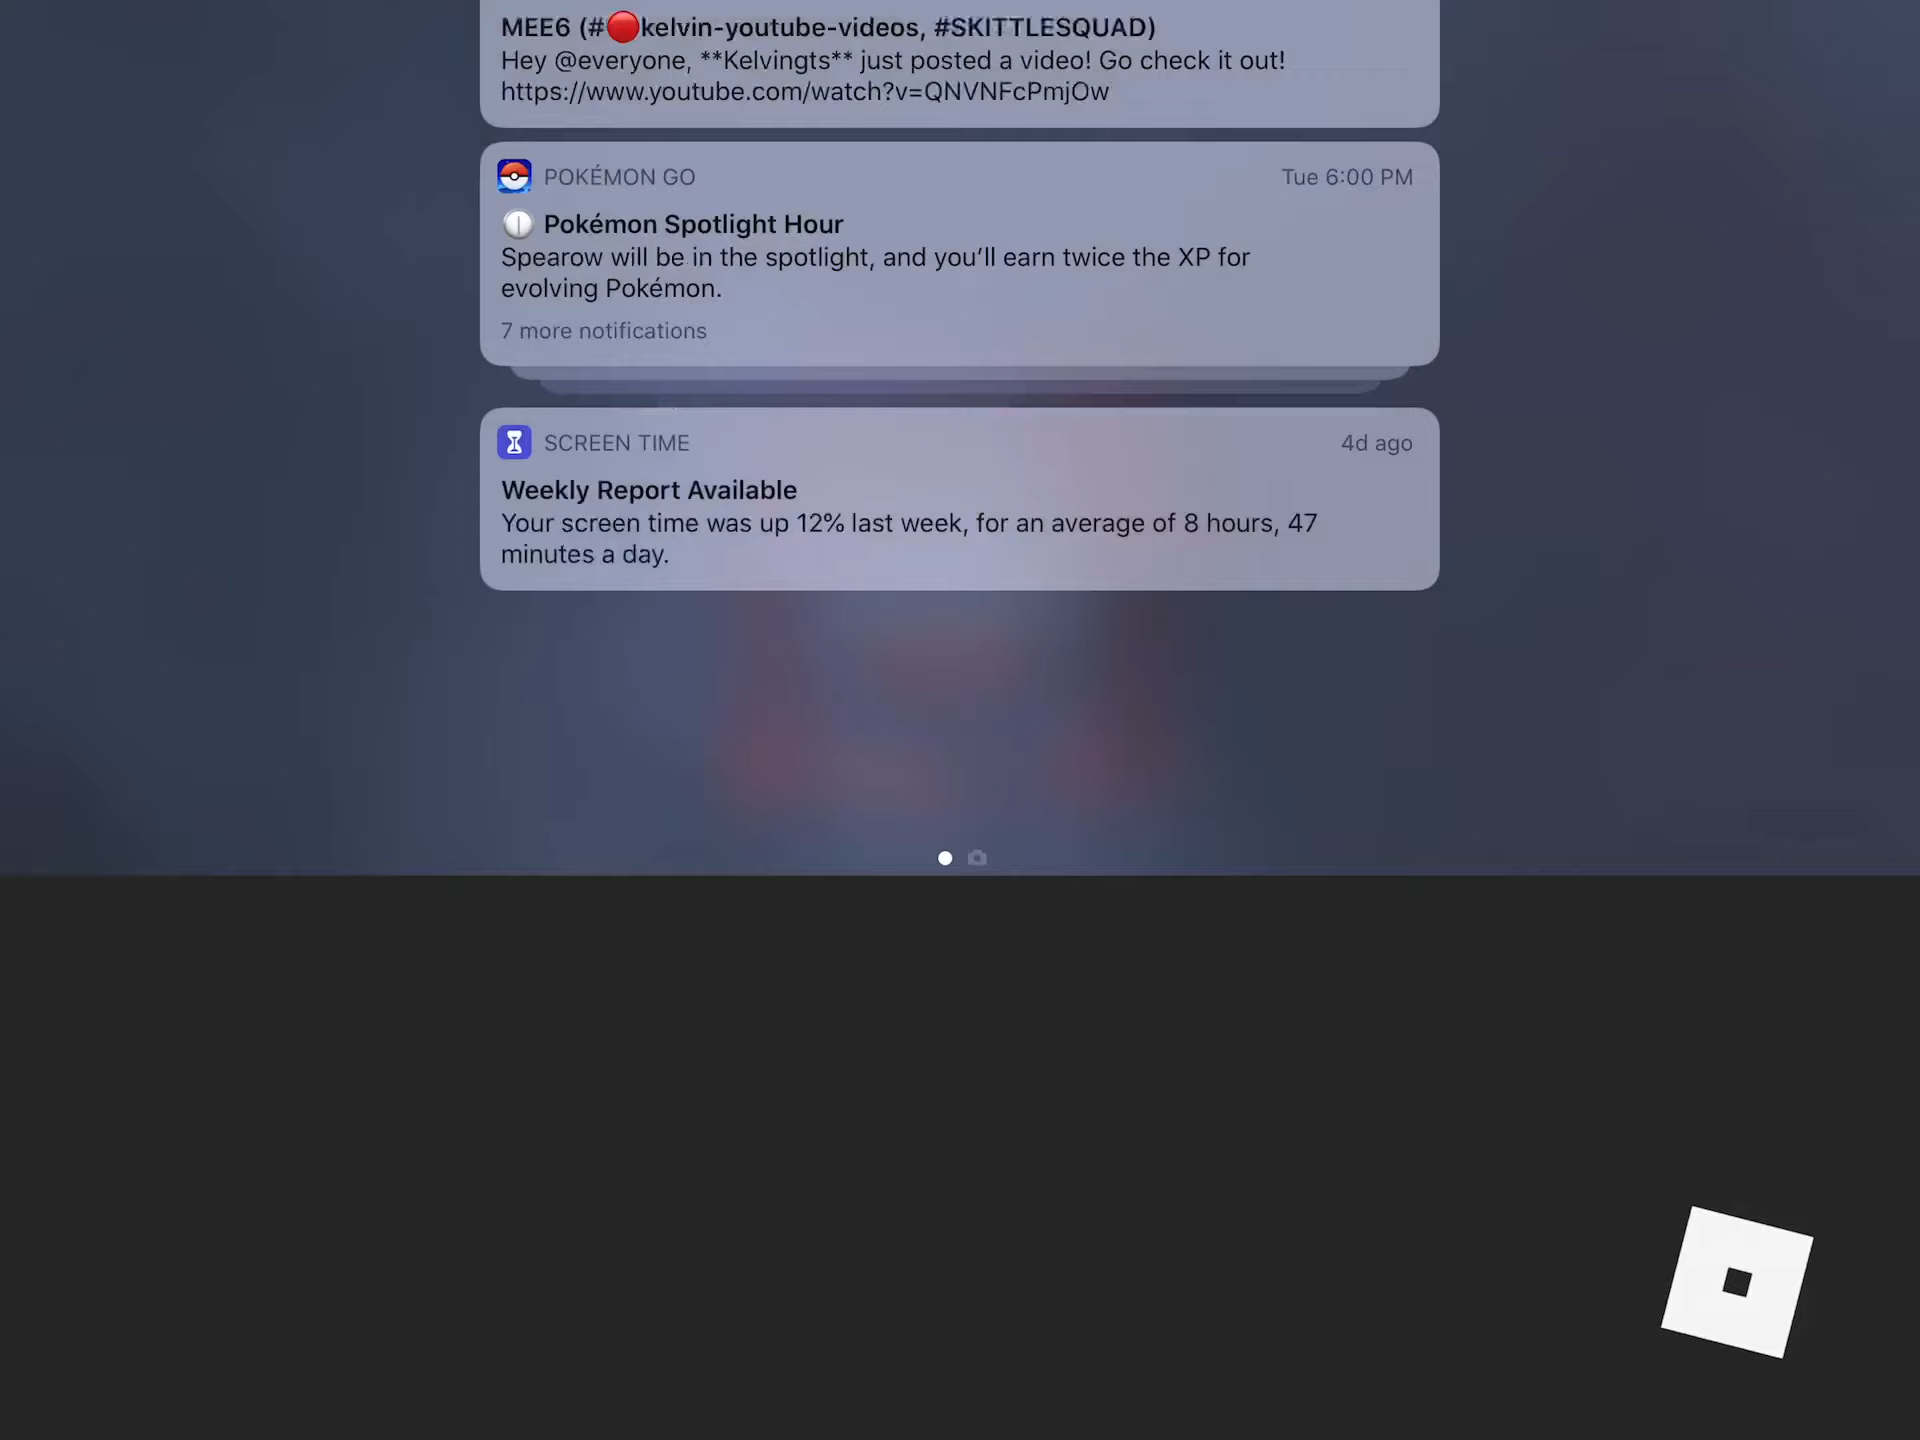 MEE6 (#🔴kelvin-youtube-videos, #SKITTLESQUAD)
Hey @everyone, **Kelvingts** just posted a video! Go check it out!
https://www.youtube.com/watch?v=QNVNFcPmjOw
POKÉMON GO
Tue 6:00 PM
Pokémon Spotlight Hour
Spearow will be in the spotlight, and you’ll earn twice the XP for
evolving Pokémon.
7 more notifications
SCREEN TIME
4d ago
Weekly Report Available
Your screen time was up 12% last week, for an average of 8 hours, 47
minutes a day.